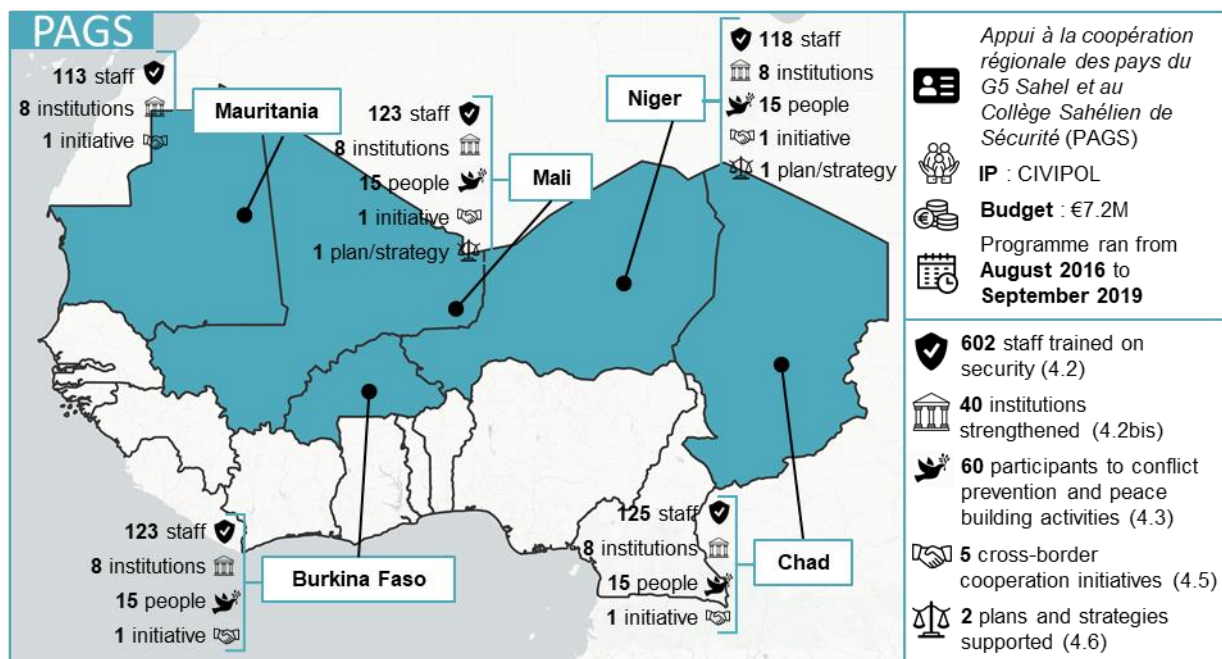 PAGS
113 staff
8 institutions
1 initiative
Mauritania
123 staff
8 institutions
15 people
1 initiative
1 plan/strategy
Mali
118 staff
8 institutions
15 people
1 initiative
1 plan/strategy
Niger
123 staff
8 institutions
15 people
1 initiative
Burkina Faso
125 staff
8 institutions
15 people
1 initiative
Chad
Appui à la coopération
régionale des pays du
G5 Sahel et au
Collège Sahélien de
Sécurité (PAGS)
IP : CIVIPOL
Budget : €7.2M
Programme ran from
August 2016 to
September 2019
602 staff trained on
security (4.2)
40 institutions
strengthened (4.2bis)
60 participants to conflict
prevention and peace
building activities (4.3)
5 cross-border
cooperation initiatives (4.5)
2 plans and strategies
supported (4.6)